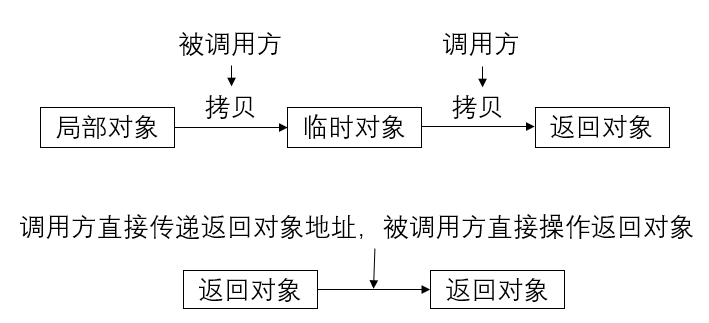 被调用方 调用方
拷贝 拷贝
局部对象 临时对象 返回对象
调用方直接传递返回对象地址，被调用方直接操作返回对象
返回对象 返回对象